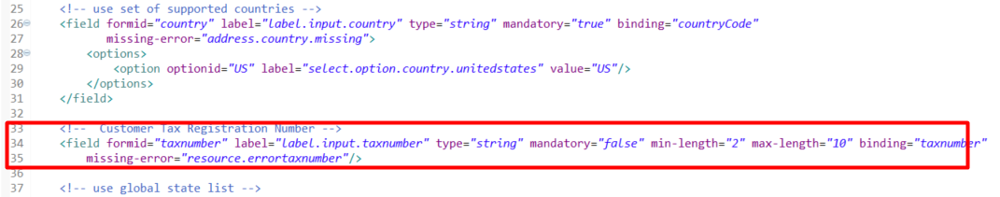 25 <!-- use set of supported countries -->
26 <field formid="country" label="label.input.country" type="string" mandatory="true" binding="countryCode"
27 missing-error="address.country.missing">
28 <options>
29 <option optionid="US" label="select.option.country.unitedstates" value="US"/>
30 </options>
31 </field>
32
33 <!-- Customer Tax Registration Number -->
34 <field formid="taxnumber" label="label.input.taxnumber" type="string" mandatory="false" min-length="2" max-length="10" binding="taxnumber"
35 missing-error="resource.errortaxnumber"/>
36
37 <!-- use global state list -->